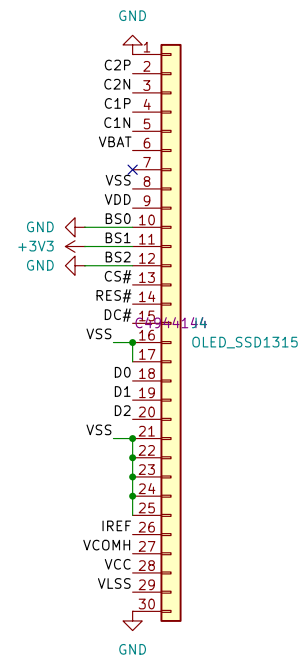 GND
1
C2P 2
C2N 3
C1P 4
C1N 5
VBAT 6
7
VSS 8
VDD 9
GND BS0 10
+3V3 BS1 11
GND BS2 12
CS# 13
RES# 14
DC# 15
C4944144
VSS 16 OLED_SSD1315
17
D0 18
D1 19
D2 20
VSS 21
22
23
24
25
IREF 26
VCOMH 27
VCC 28
VLSS 29
30
GND